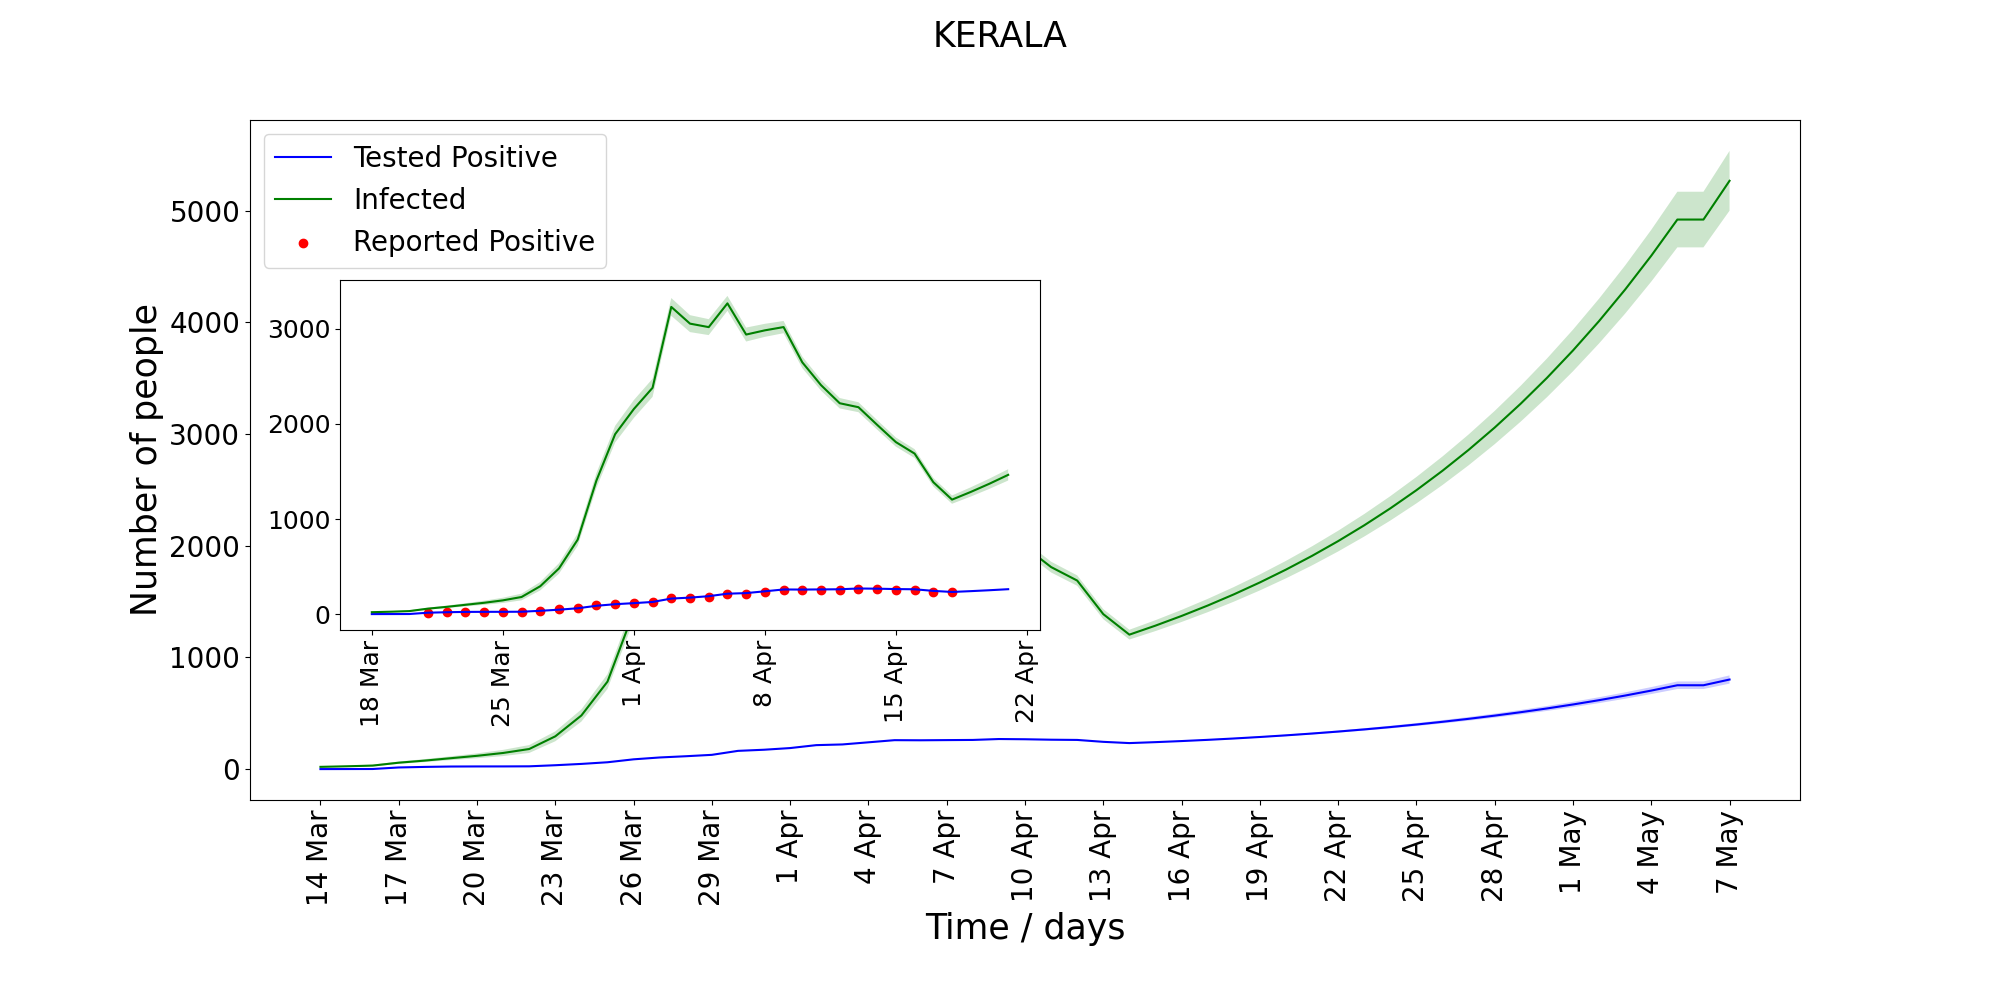 KERALA
Tested Positive
Infected
Reported Positive
Number of people
5000
4000
3000
2000
1000
0
3000
2000
1000
0
18 Mar
25 Mar
1 Apr
8 Apr
15 Apr
22 Apr
14 Mar
17 Mar
20 Mar
23 Mar
26 Mar
29 Mar
1 Apr
4 Apr
7 Apr
10 Apr
13 Apr
16 Apr
19 Apr
22 Apr
25 Apr
28 Apr
1 May
4 May
7 May
Time / days